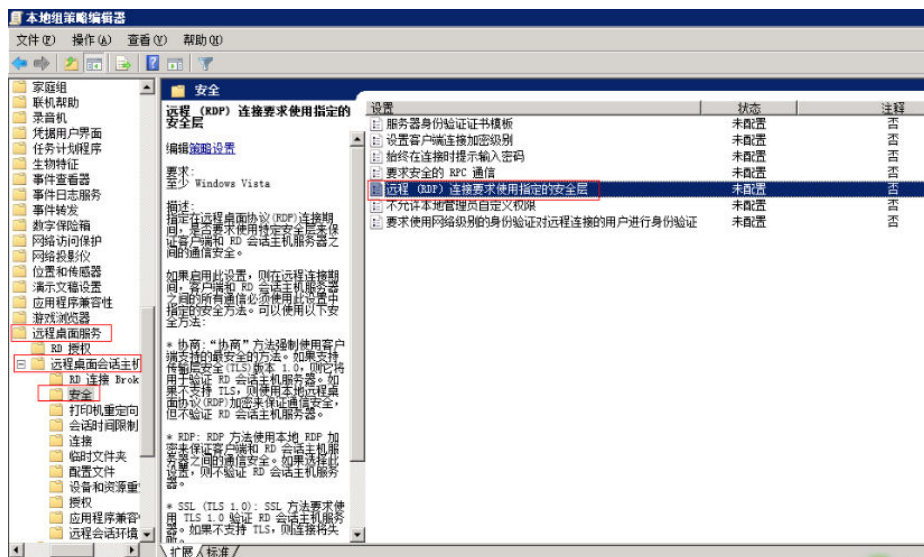 本地组策略编辑器
文件(F) 操作(A) 查看(V) 帮助(H)
家庭组
联机帮助
录音机
凭据用户界面
任务计划程序
生物特征
事件查看器
事件日志服务
事件转发
数字保险箱
网络访问保护
网络投影仪
位置和传感器
演示文稿设置
应用程序兼容性
游戏浏览器
远程桌面服务
RD 授权
远程桌面会话主机
RD 连接 Brok
安全
打印机重定向
会话时间限制
连接
临时文件夹
配置文件
设备和资源重
授权
应用程序兼容
远程会话环境
安全
远程 (RDP) 连接要求使用指定的
安全层
编辑策略设置
要求:
至少 Windows Vista
描述:
指定在远程桌面协议(RDP)连接期
间，是否要求使用特定安全层来保
证客户端和 RD 会话主机服务器之
间的通信安全。
如果启用此设置，则在远程连接期
间，客户端和 RD 会话主机服务器
之间的所有通信必须使用此设置中
指定的安全方法。可以使用以下安
全方法:
* 协商: “协商”方法强制使用客户
端支持的最安全的方法。如果支持
传输层安全(TLS)版本 1.0，则它将
用于验证 RD 会话主机服务器。如
果不支持 TLS，则使用本地远程桌
面协议(RDP)加密来保证通信安全，
但不验证 RD 会话主机服务器。
* RDP: RDP 方法使用本地 RDP 加
密来保证客户端和 RD 会话主机服
务器之间的通信安全。如果选择此
设置，则不验证 RD 会话主机服务
器。
* SSL (TLS 1.0): SSL 方法要求使
用 TLS 1.0 验证 RD 会话主机服务
器。如果不支持 TLS，则连接将失
败。
扩展 标准
设置 状态 注释
服务器身份验证证书模板 未配置 否
设置客户端连接加密级别 未配置 否
始终在连接时提示输入密码 未配置 否
要求安全的 RPC 通信 未配置 否
远程 (RDP) 连接要求使用指定的安全层 未配置 否
不允许本地管理员自定义权限 未配置 否
要求使用网络级别的身份验证对远程连接的用户进行身份验证 未配置 否